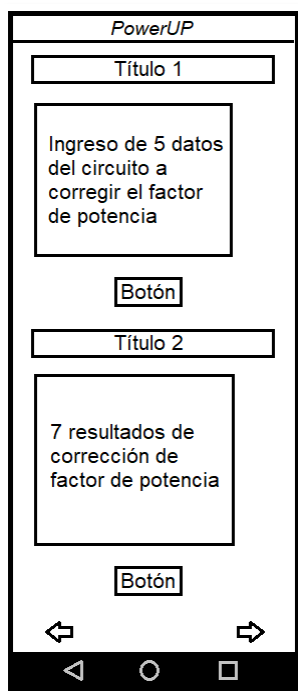 PowerUP
Título 1
Ingreso de 5 datos
del circuito a
corregir el factor
de potencia
Botón
Título 2
7 resultados de
corrección de
factor de potencia
Botón